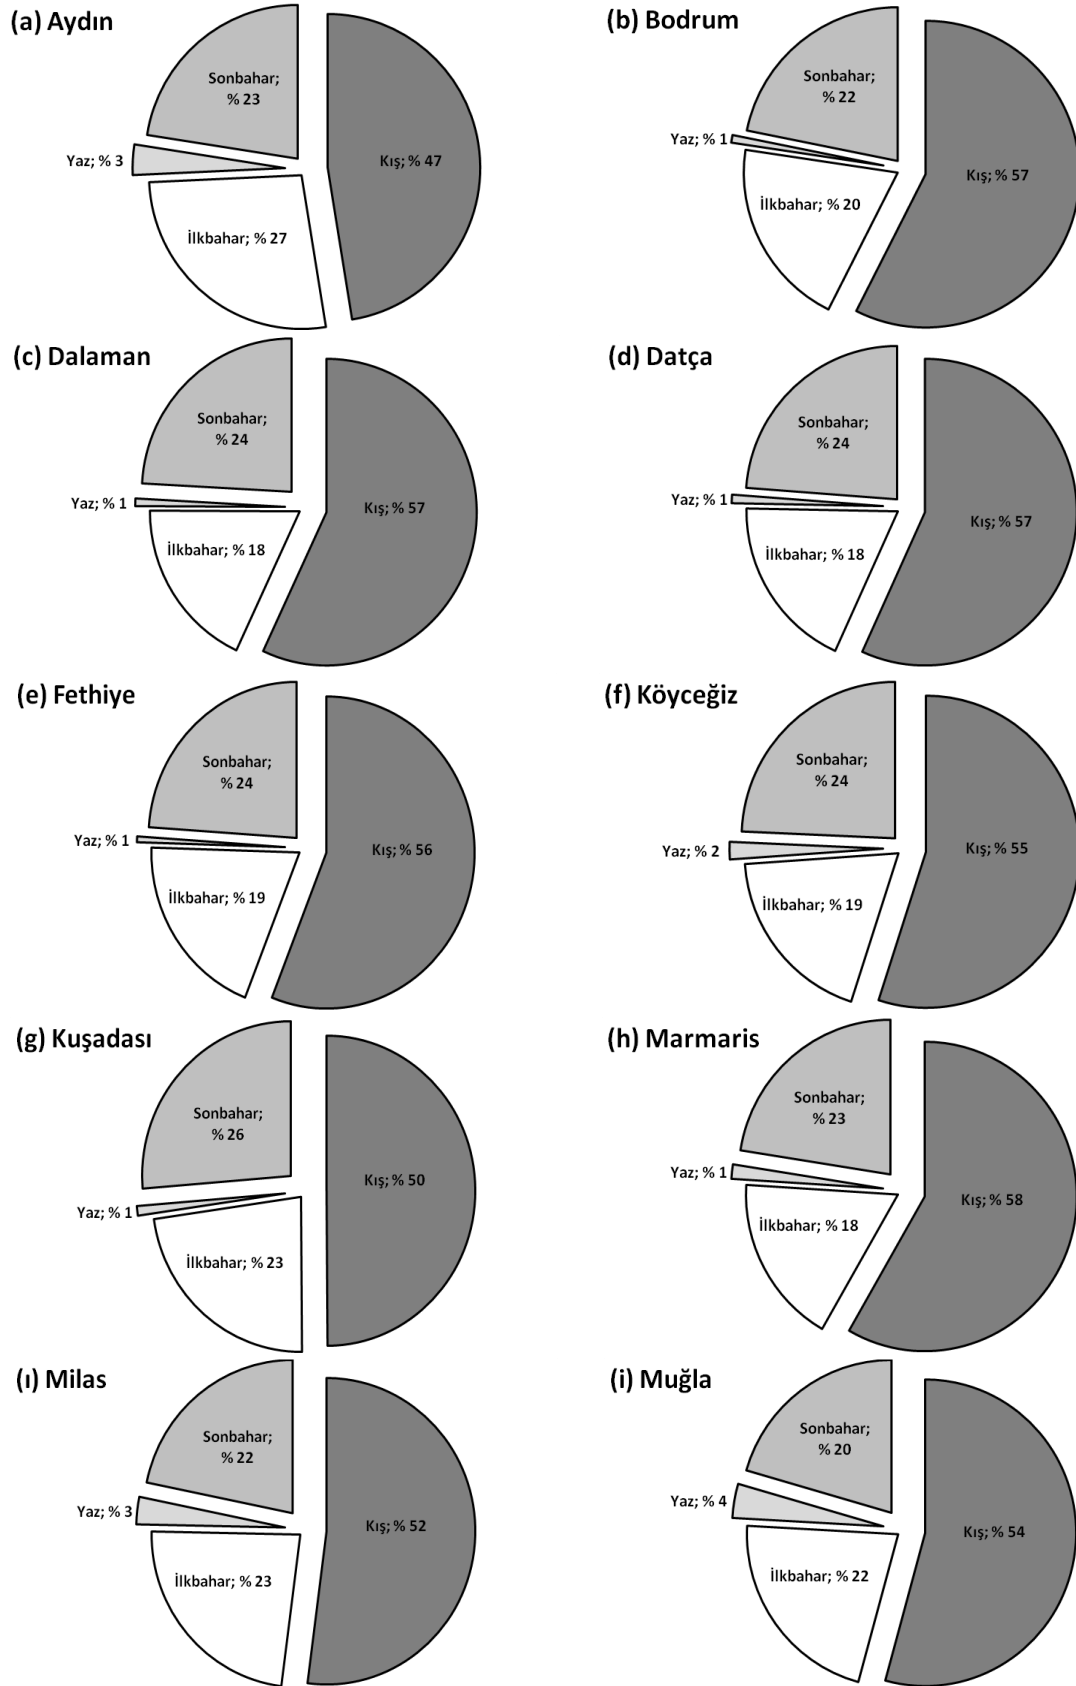 (a) Aydın
Sonbahar;
% 23
Yaz; % 3
Kış; % 47
İlkbahar; % 27
(b) Bodrum
Sonbahar;
% 22
Yaz; % 1
Kış; % 57
İlkbahar; % 20
(c) Dalaman
Sonbahar;
% 24
Yaz; % 1
Kış; % 57
İlkbahar; % 18
(d) Datça
Sonbahar;
% 24
Yaz; % 1
Kış; % 57
İlkbahar; % 18
(e) Fethiye
Sonbahar;
% 24
Yaz; % 1
Kış; % 56
İlkbahar; % 19
(f) Köyceğiz
Sonbahar;
% 24
Yaz; % 2
Kış; % 55
İlkbahar; % 19
(g) Kuşadası
Sonbahar;
% 26
Yaz; % 1
Kış; % 50
İlkbahar; % 23
(h) Marmaris
Sonbahar;
% 23
Yaz; % 1
Kış; % 58
İlkbahar; % 18
(ı) Milas
Sonbahar;
% 22
Yaz; % 3
Kış; % 52
İlkbahar; % 23
(i) Muğla
Sonbahar;
% 20
Yaz; % 4
Kış; % 54
İlkbahar; % 22